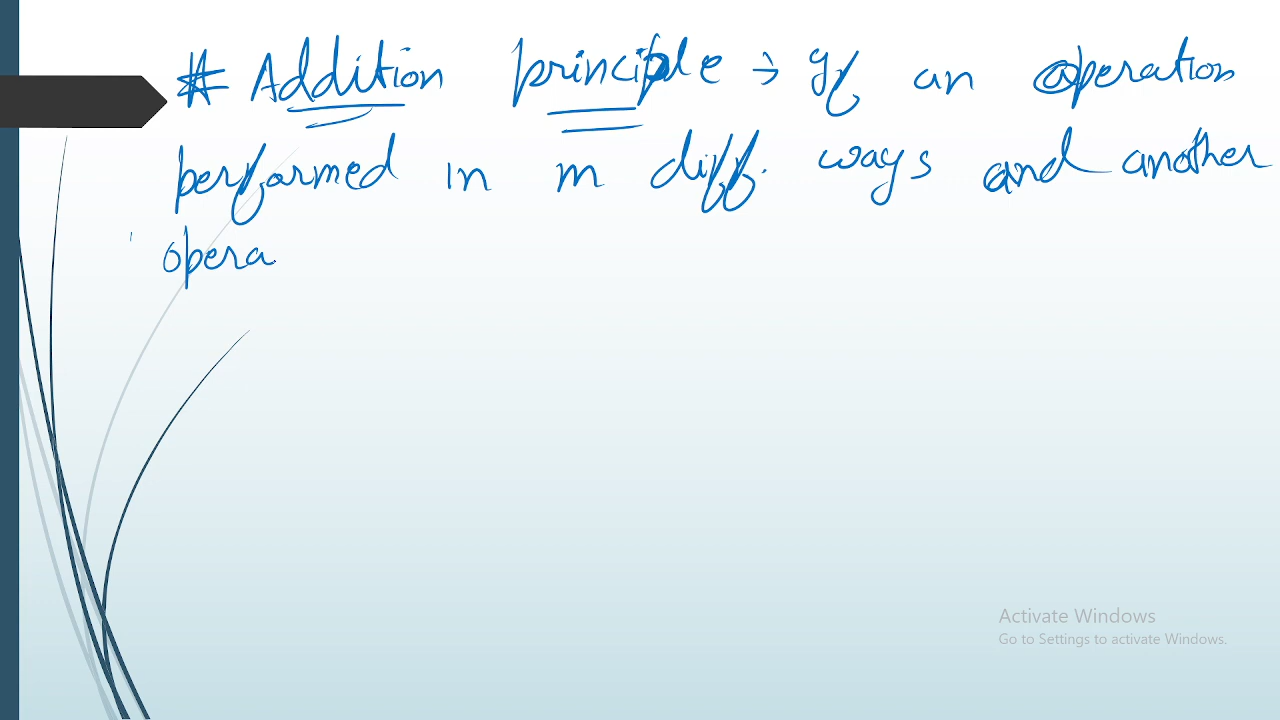 # Addition principle → If an operation
performed in m diff. ways and another
opera
Activate Windows
Go to Settings to activate Windows.